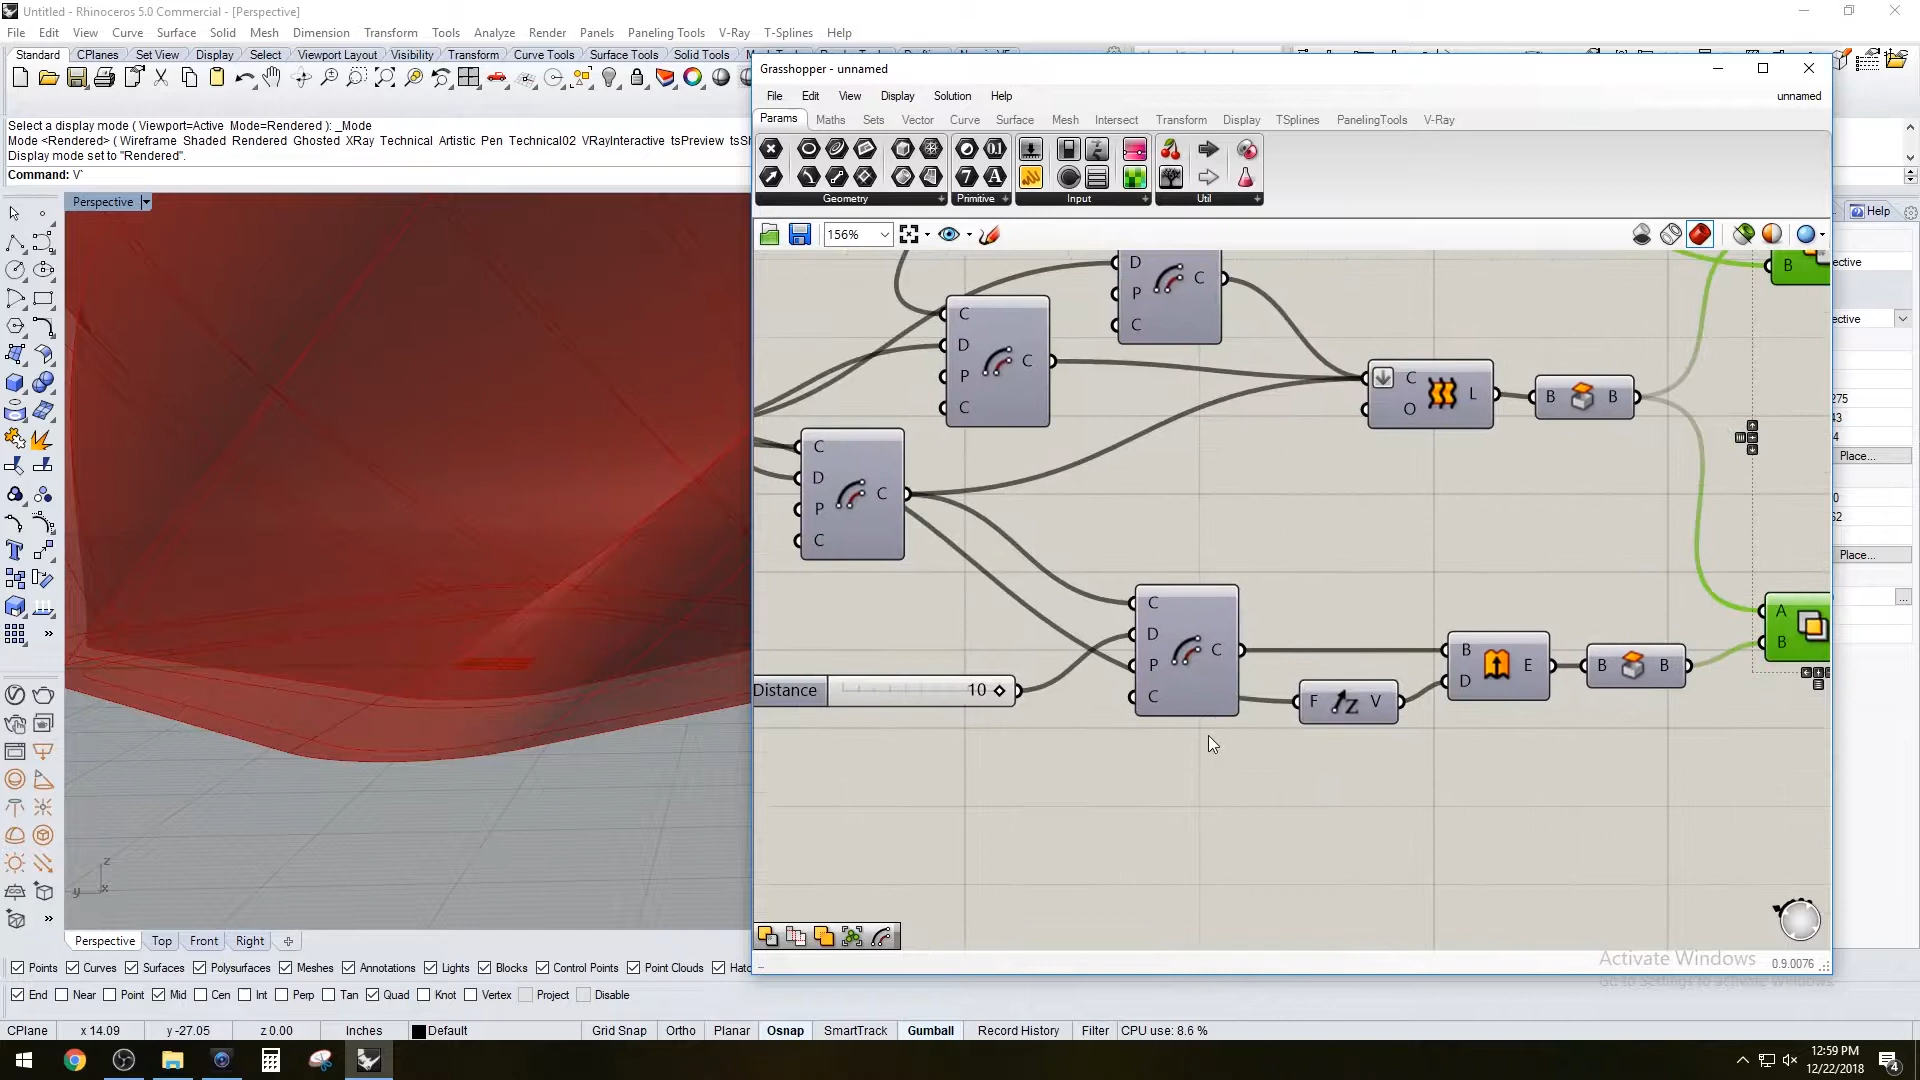 Untitled - Rhinoceros 5.0 Commercial - [Perspective]
File Edit View Curve Surface Solid Mesh Dimension Transform Tools Analyze Render Panels Paneling Tools V-Ray T-Splines Help
Standard CPlanes Set View Display Select Viewport Layout Visibility Transform Curve Tools Surface Tools Solid Tools
Select a display mode ( Viewport=Active Mode=Rendered ): _Mode
Mode <Rendered> ( Wireframe Shaded Rendered Ghosted XRay Technical Artistic Pen Technical02 VRayInteractive tsPreview tsSh
Display mode set to "Rendered".
Command: V`
Perspective
Grasshopper - unnamed
File Edit View Display Solution Help unnamed
Params Maths Sets Vector Curve Surface Mesh Intersect Transform Display TSplines PanelingTools V-Ray
Geometry Primitive Input Util
156%
Help
ective
ective
275
43
4
Place...
0
62
Place...
...
D C
P
C
C
D
P C
C
C
D
P C
C
C L
O
B B
B
A
B
C
D
P C
C
Distance 10
F V
B E
D
B B
z
y x
Activate Windows
0.9.0076
Perspective Top Front Right
Points Curves Surfaces Polysurfaces Meshes Annotations Lights Blocks Control Points Point Clouds Hatc
End Near Point Mid Cen Int Perp Tan Quad Knot Vertex Project Disable
CPlane x 14.09 y -27.05 z 0.00 Inches Default Grid Snap Ortho Planar Osnap SmartTrack Gumball Record History Filter CPU use: 8.6 %
12:59 PM
12/22/2018
4